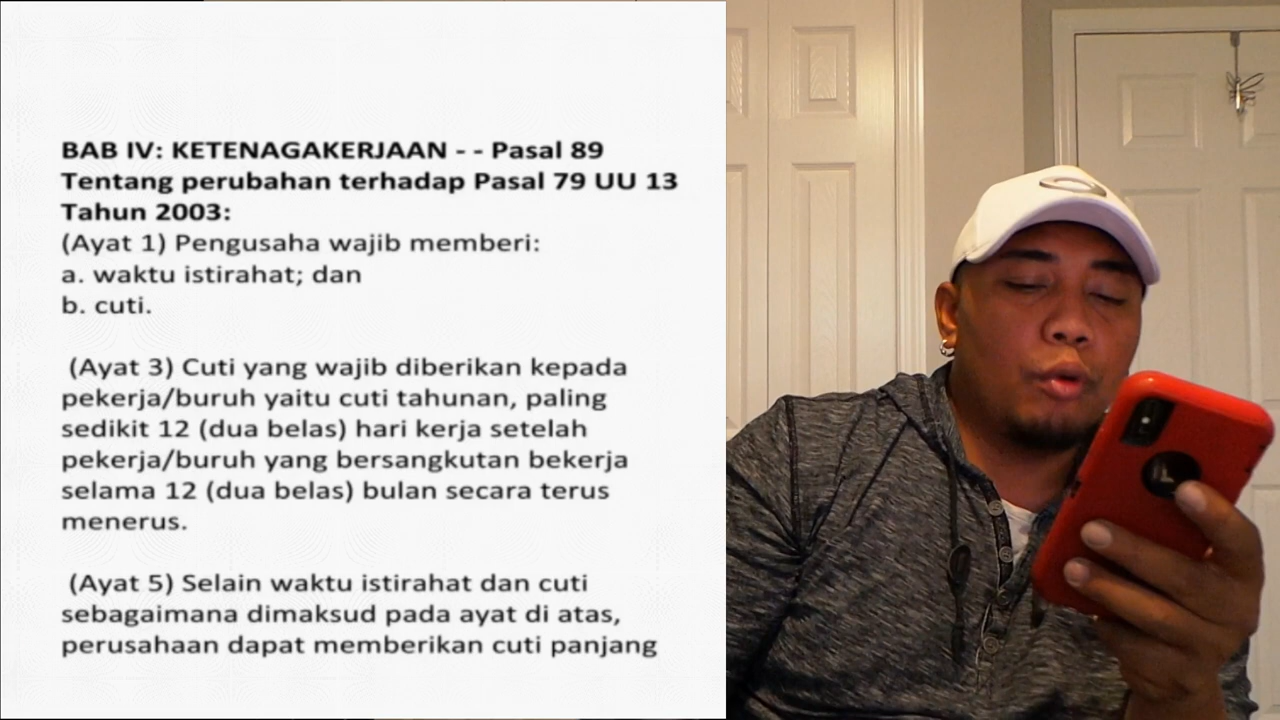 BAB IV: KETENAGAKERJAAN - - Pasal 89
Tentang perubahan terhadap Pasal 79 UU 13
Tahun 2003:
(Ayat 1) Pengusaha wajib memberi:
a. waktu istirahat; dan
b. cuti.
(Ayat 3) Cuti yang wajib diberikan kepada
pekerja/buruh yaitu cuti tahunan, paling
sedikit 12 (dua belas) hari kerja setelah
pekerja/buruh yang bersangkutan bekerja
selama 12 (dua belas) bulan secara terus
menerus.
(Ayat 5) Selain waktu istirahat dan cuti
sebagaimana dimaksud pada ayat di atas,
perusahaan dapat memberikan cuti panjang